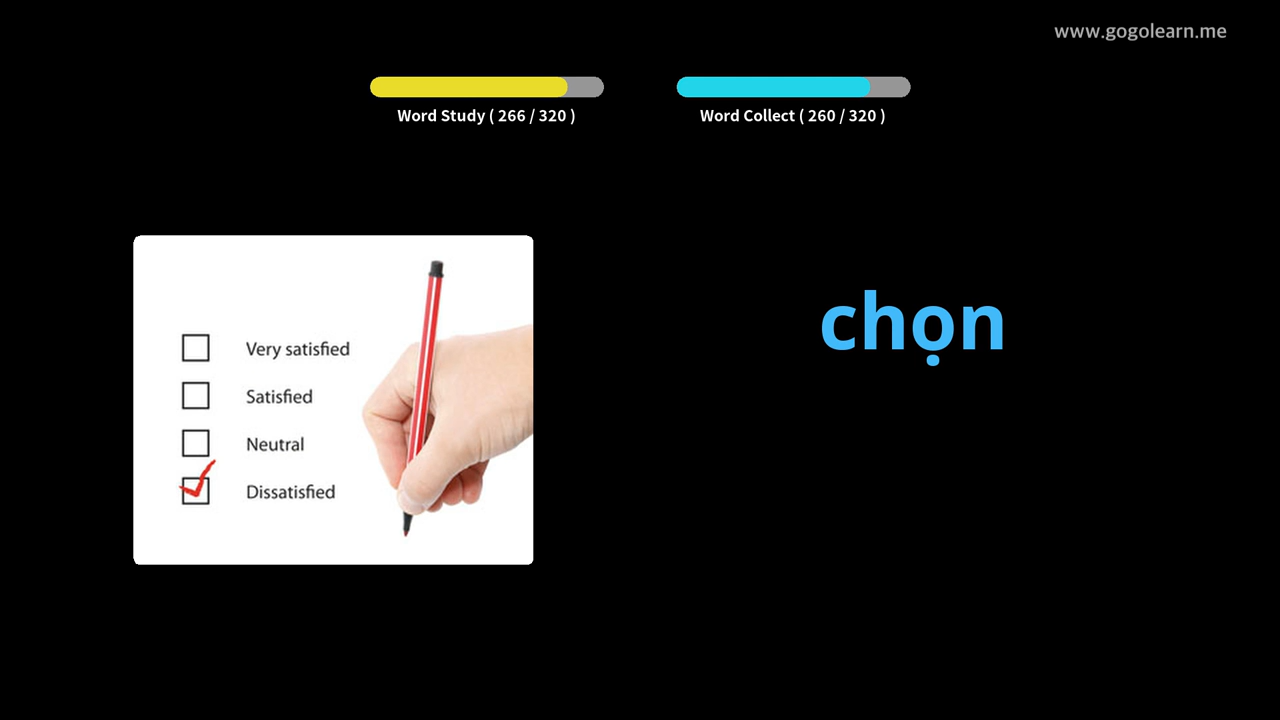 www.gogolearn.me
Word Study ( 266 / 320 )
Word Collect ( 260 / 320 )
Very satisfied
Satisfied
Neutral
Dissatisfied
chọn